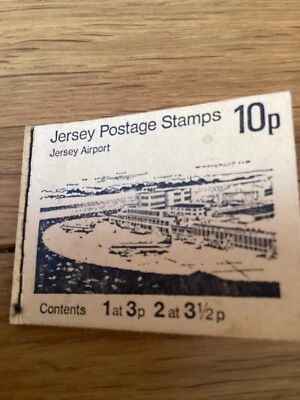 Jersey Postage Stamps 10p
Jersey Airport
Contents 1 at 3p 2 at 3½p